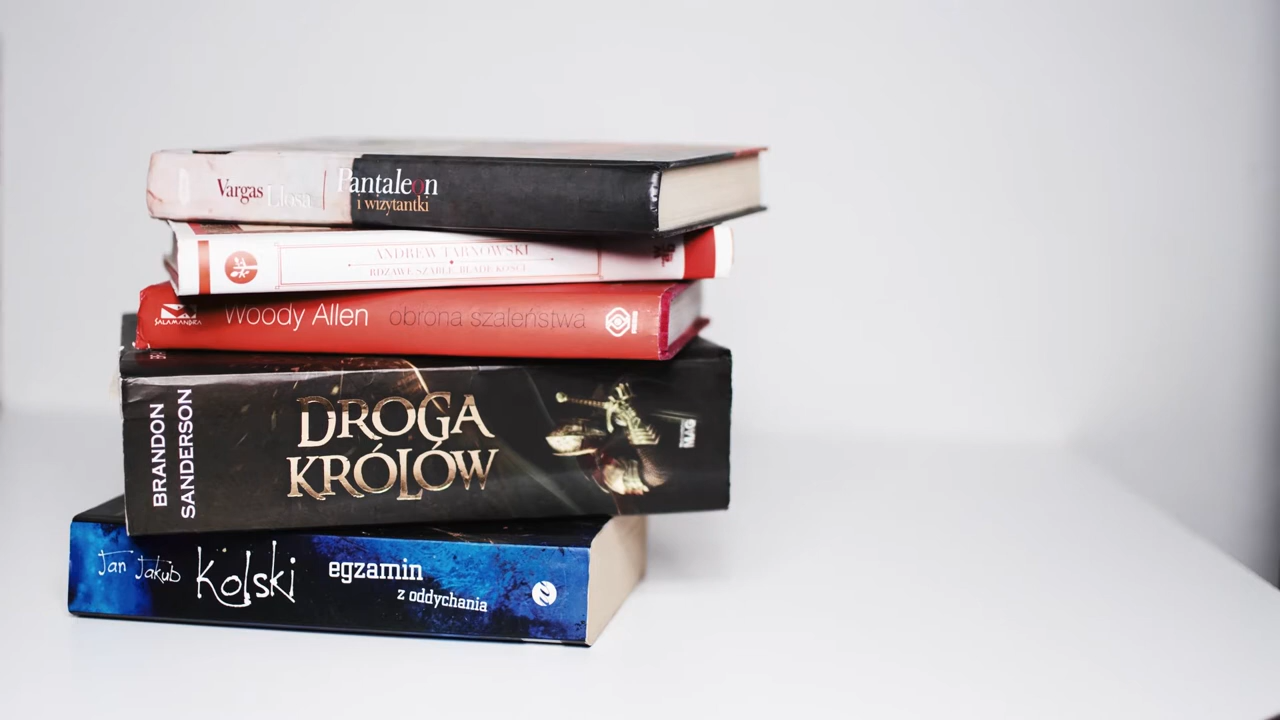 Vargas Llosa
Pantaleon
i wizytantki
ANDREW TARNOWSKI
RDZAWE SZABLE, BLADE KOŚCI
SALAMANDRA
Woody Allen obrona szaleństwa
BRANDON
SANDERSON
DROGA
KRÓLÓW
MAG
Jan Jakub Kolski
egzamin
z oddychania